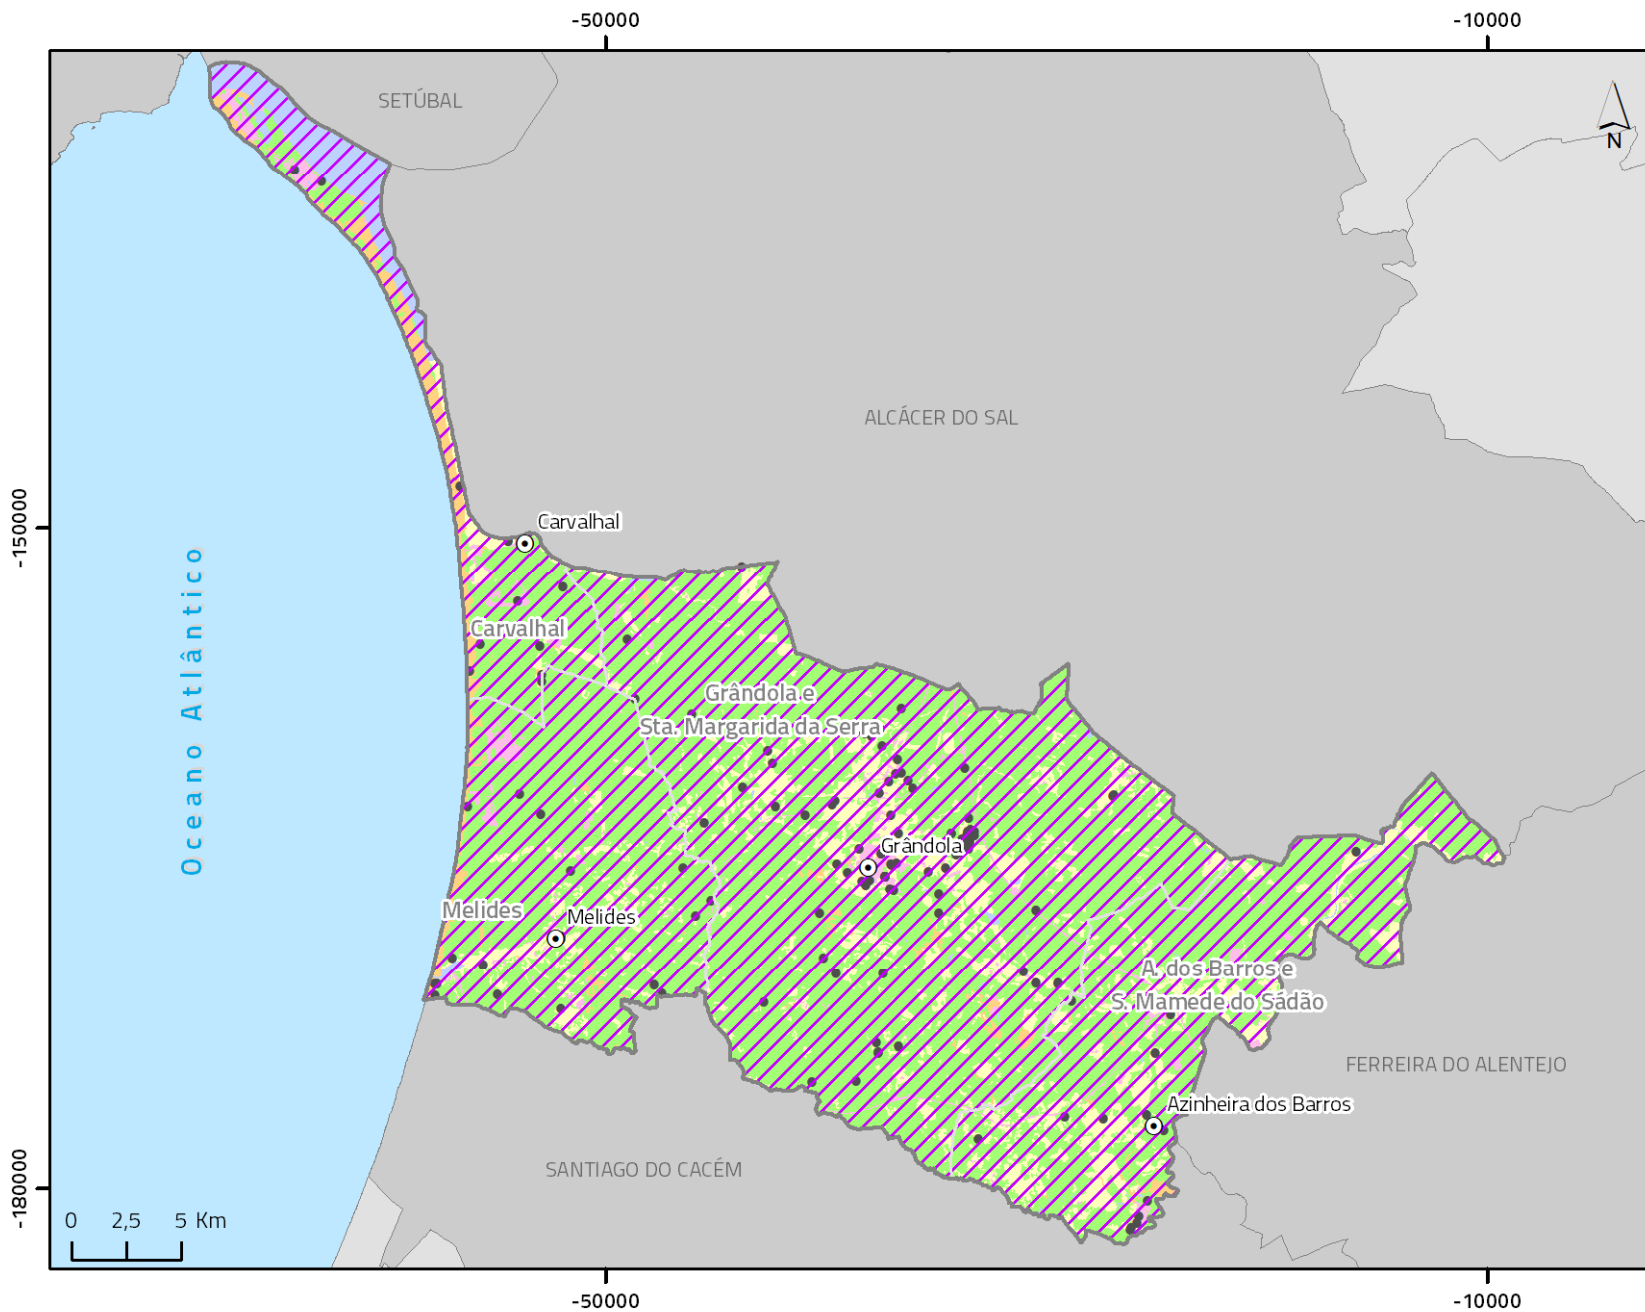 -50000
-10000
SETÚBAL
N
ALCÁCER DO SAL
-150000
Carvalhal
Oceano Atlântico
Carvalhal
Grândola e
Sta. Margarida da Serra
Grândola
Melides
Melides
A. dos Barros e
S. Mamede do Sádão
FERREIRA DO ALENTEJO
Azinheira dos Barros
SANTIAGO DO CACÉM
-180000
0 2,5 5 Km
-50000
-10000